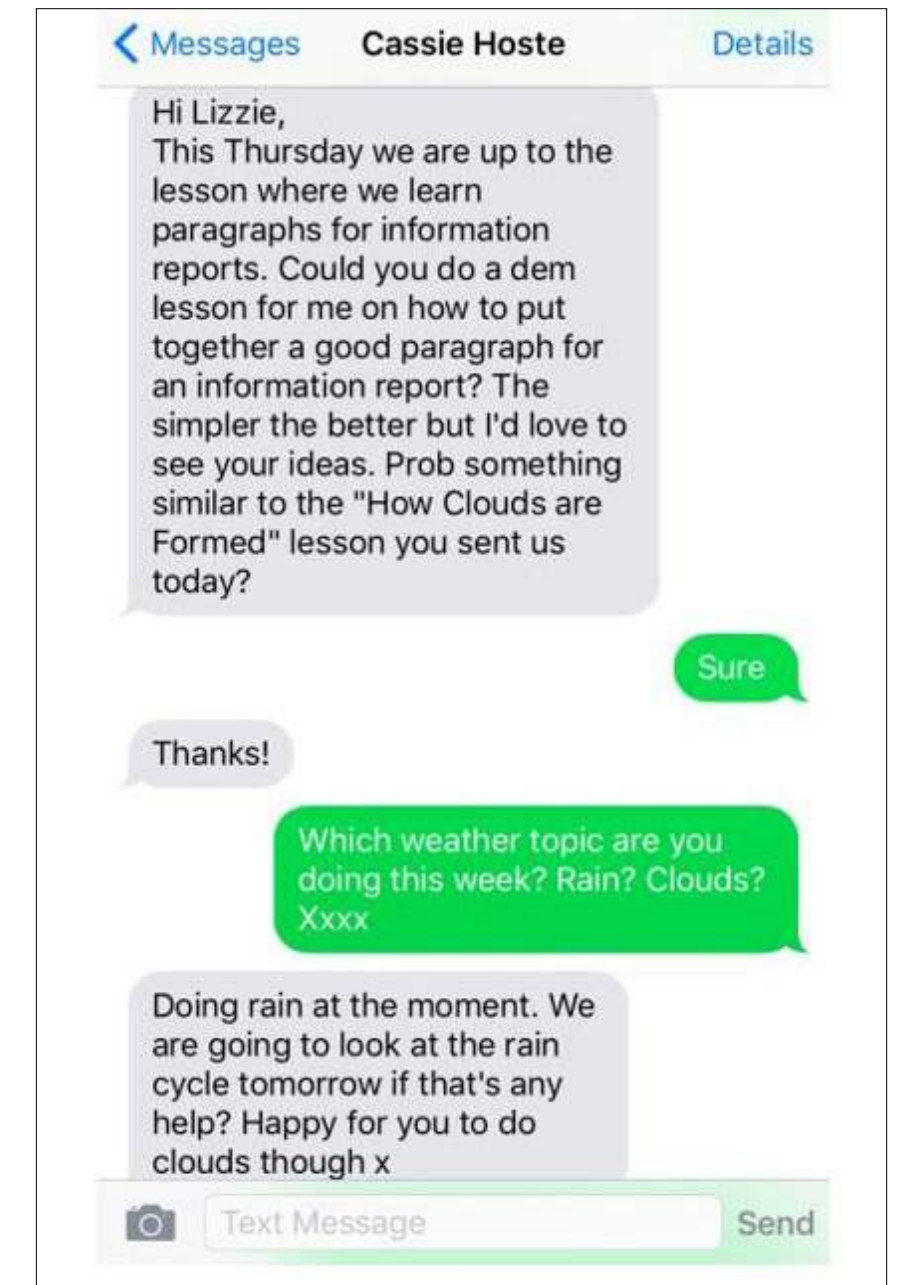 Messages Cassie Hoste Details
Hi Lizzie,
This Thursday we are up to the
lesson where we learn
paragraphs for information
reports. Could you do a dem
lesson for me on how to put
together a good paragraph for
an information report? The
simpler the better but I'd love to
see your ideas. Prob something
similar to the "How Clouds are
Formed" lesson you sent us
today?
Sure
Thanks!
Which weather topic are you
doing this week? Rain? Clouds?
Xxxx
Doing rain at the moment. We
are going to look at the rain
cycle tomorrow if that's any
help? Happy for you to do
clouds though x
Text Message Send